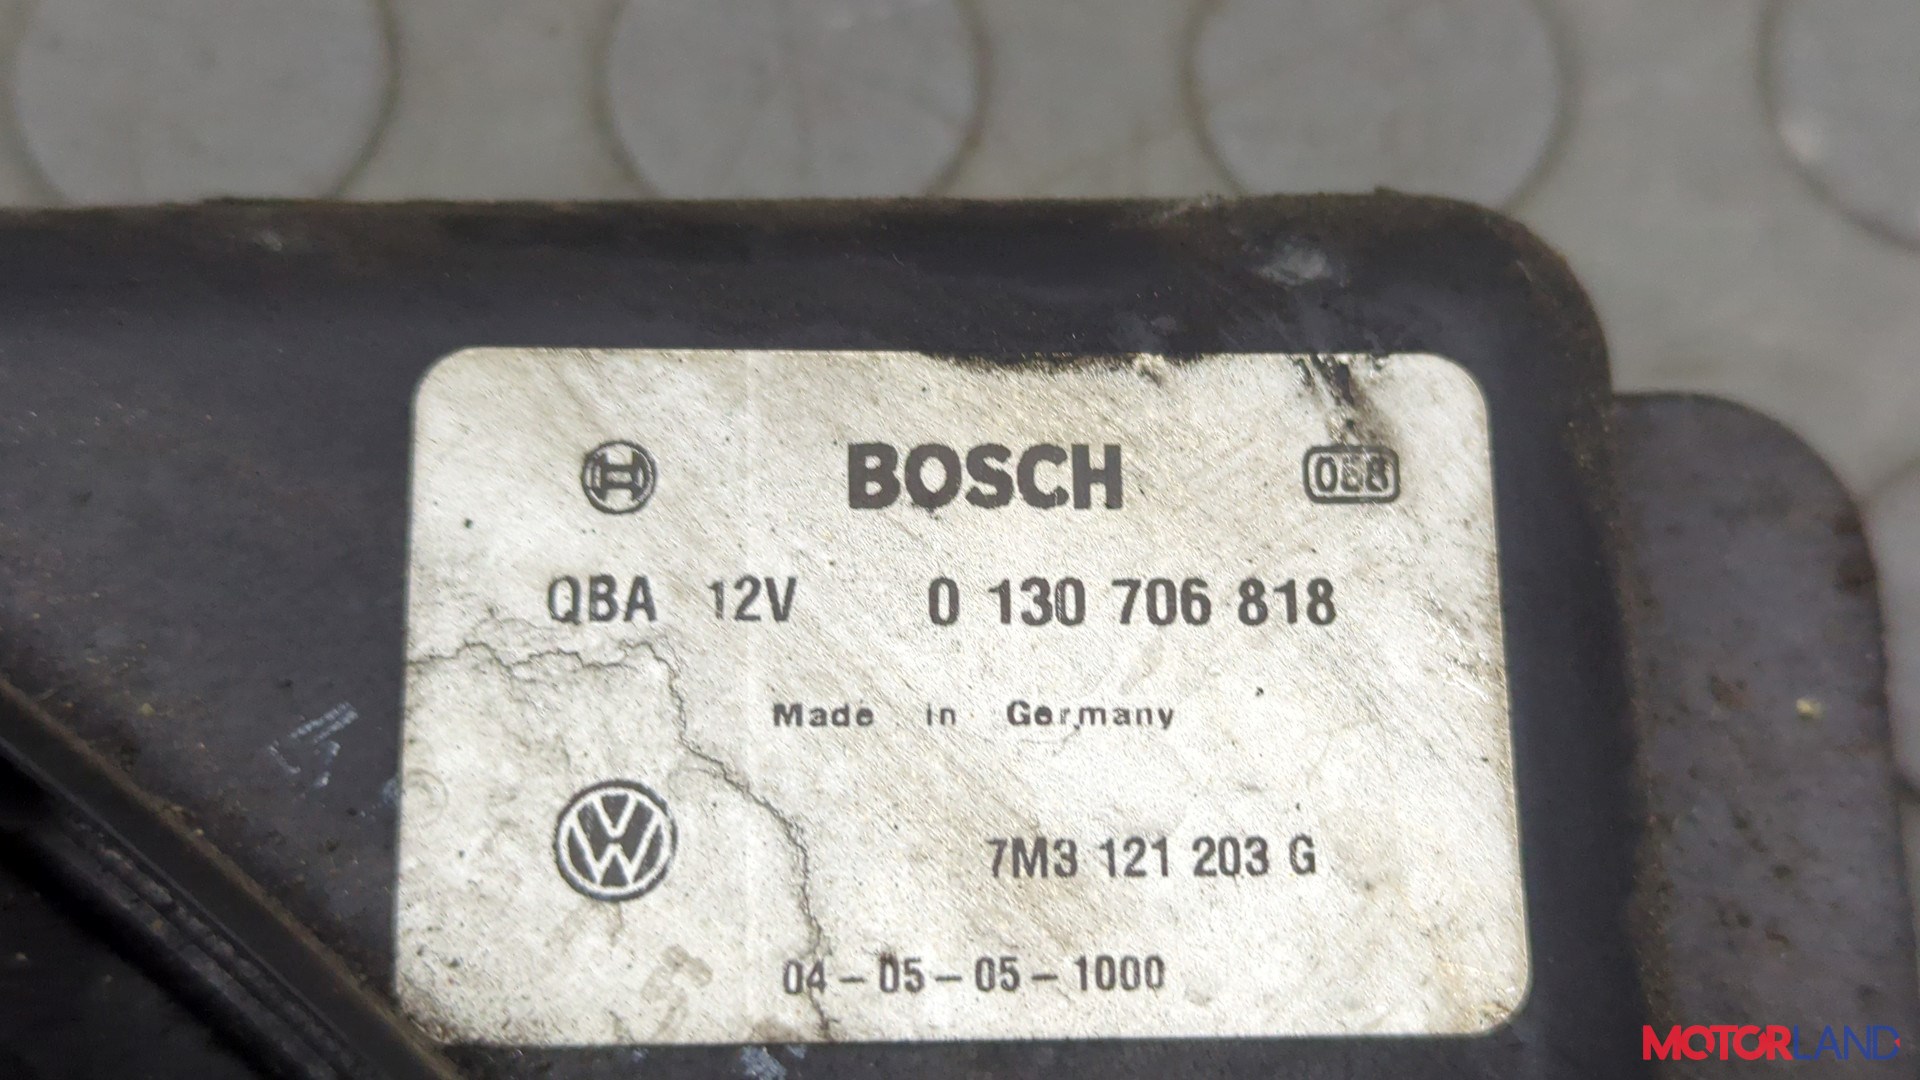 BOSCH 088
QBA 12V 0 130 706 818
Made in Germany
7M3 121 203 G
04-05-05-1000
MOTORLAND